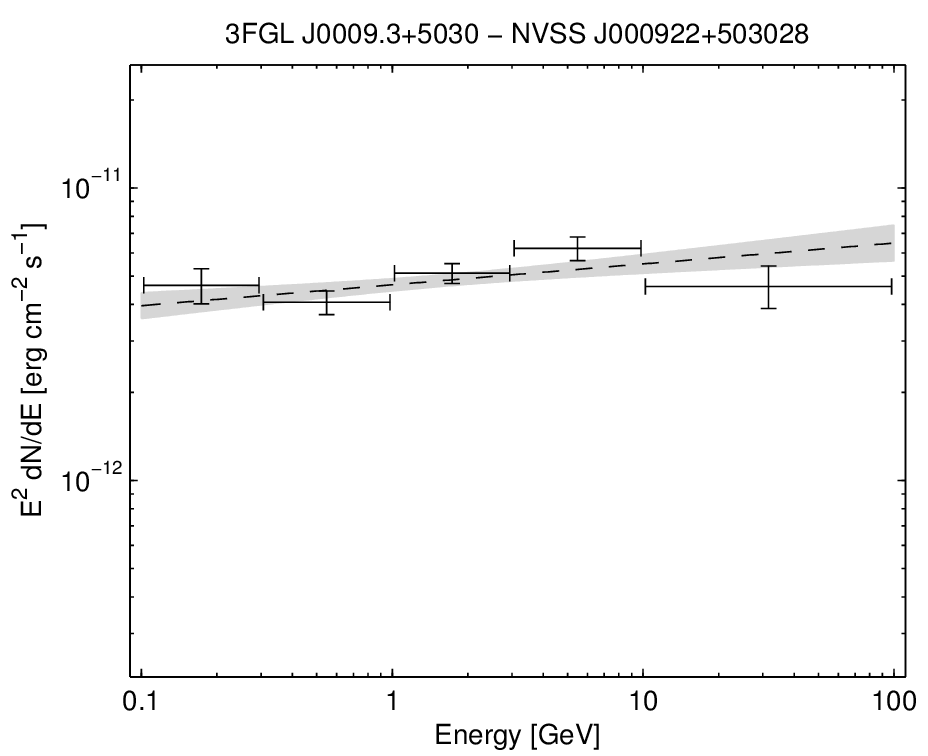 3FGL J0009.3+5030 − NVSS J000922+503028
E² dN/dE [erg cm⁻² s⁻¹]
10⁻¹¹
10⁻¹²
0.1 1 10 100
Energy [GeV]